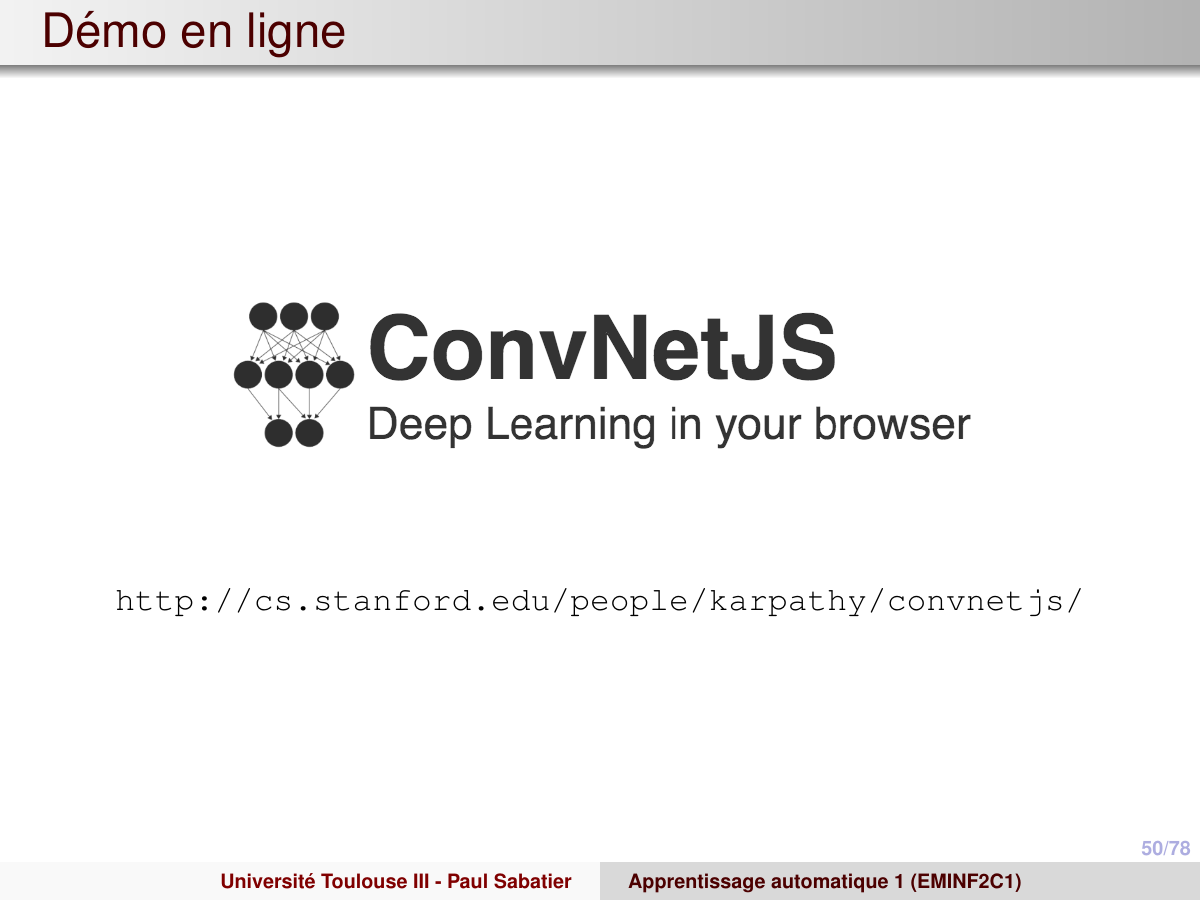 Démo en ligne
ConvNetJS
Deep Learning in your browser
http://cs.stanford.edu/people/karpathy/convnetjs/
50/78
Université Toulouse III - Paul Sabatier
Apprentissage automatique 1 (EMINF2C1)